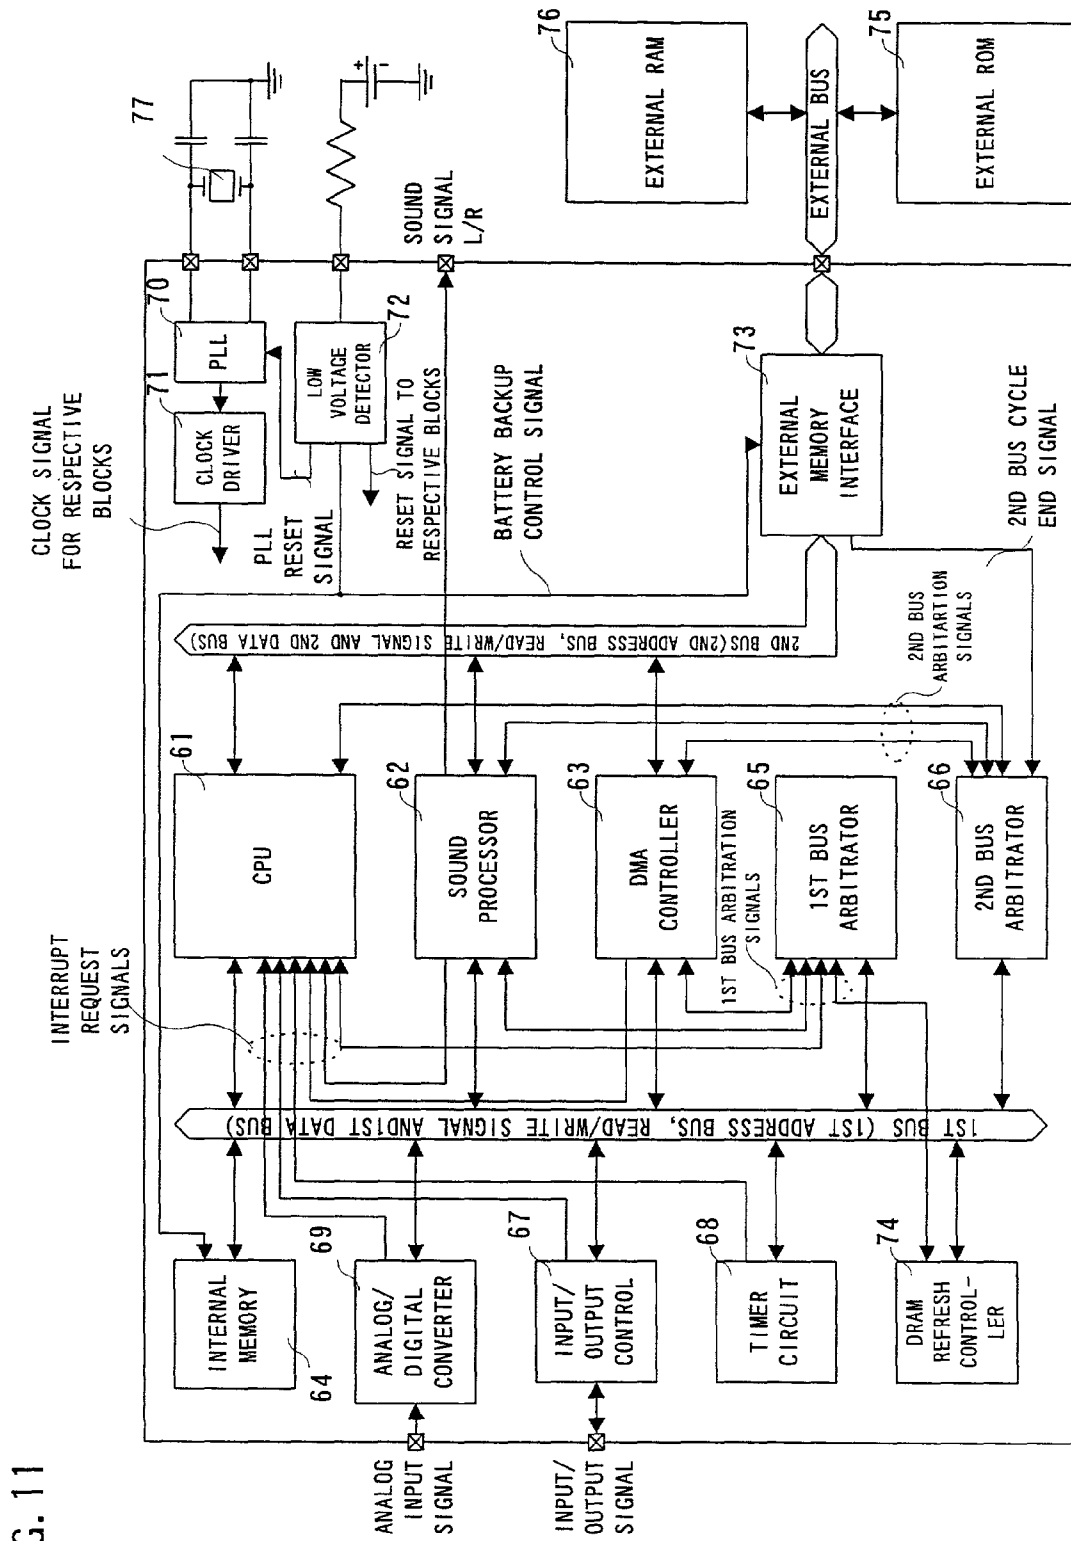 G. 11
CLOCK SIGNAL
FOR RESPECTIVE
BLOCKS
INTERRUPT
REQUEST
SIGNALS
71
CLOCK
DRIVER
70
PLL
77
PLL
RESET
SIGNAL
LOW
VOLTAGE
DETECTOR
72
RESET SIGNAL TO
RESPECTIVE BLOCKS
+
-
SOUND
SIGNAL
L/R
BATTERY BACKUP
CONTROL SIGNAL
INTERNAL
MEMORY
64
61
CPU
2ND BUS(2ND ADDRESS BUS, READ/WRITE SIGNAL AND 2ND DATA BUS)
1ST BUS (1ST ADDRESS BUS, READ/WRITE SIGNAL AND1ST DATA BUS)
ANALOG
INPUT
SIGNAL
69
ANALOG/
DIGITAL
CONVERTER
62
SOUND
PROCESSOR
INPUT/
OUTPUT
SIGNAL
67
INPUT/
OUTPUT
CONTROL
63
DMA
CONTROLLER
1ST BUS ARBITRATION
SIGNALS
68
TIMER
CIRCUIT
65
1ST BUS
ARBITRATOR
74
DRAM
REFRESH
CONTROL-
LER
66
2ND BUS
ARBITRATOR
2ND BUS
ARBITARTION
SIGNALS
2ND BUS CYCLE
END SIGNAL
73
EXTERNAL
MEMORY
INTERFACE
76
EXTERNAL RAM
EXTERNAL BUS
75
EXTERNAL ROM